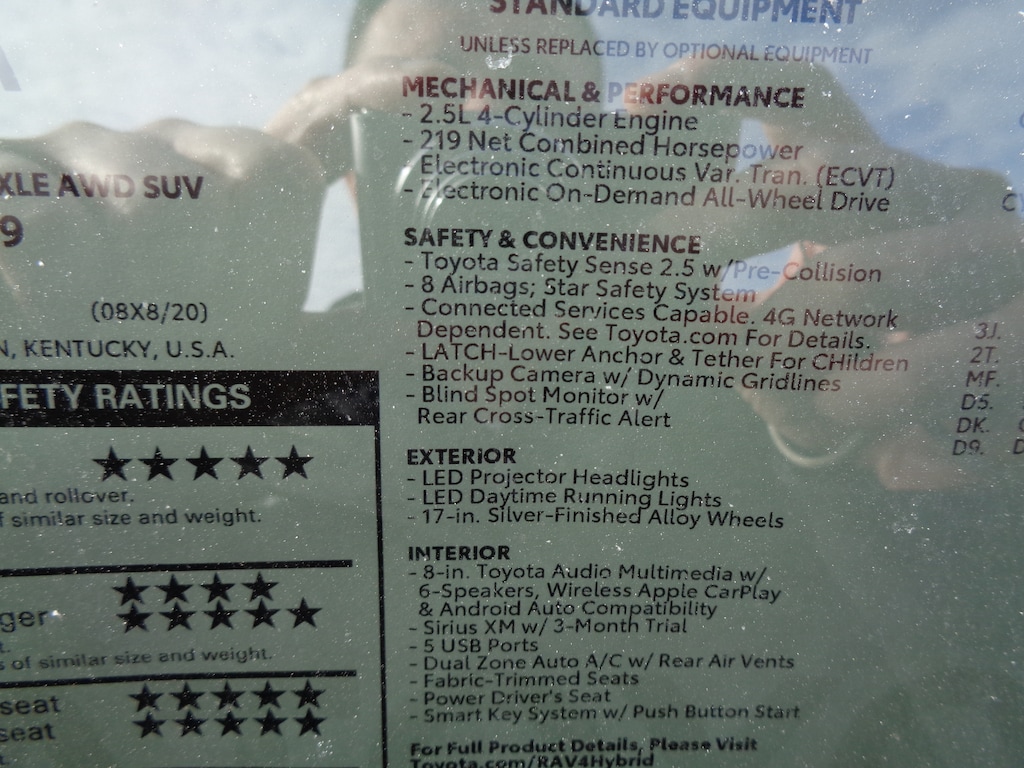 XLE AWD SUV
9
(08X8/20)
N, KENTUCKY, U.S.A.
FETY RATINGS
★★★★★
and rollover.
f similar size and weight.
★★★★
ger ★★★★★
s of similar size and weight.
seat ★★★★★
seat ★★★★★
STANDARD EQUIPMENT
UNLESS REPLACED BY OPTIONAL EQUIPMENT
MECHANICAL & PERFORMANCE
- 2.5L 4-Cylinder Engine
- 219 Net Combined Horsepower
Electronic Continuous Var. Tran. (ECVT)
- Electronic On-Demand All-Wheel Drive
SAFETY & CONVENIENCE
- Toyota Safety Sense 2.5 w/Pre-Collision
- 8 Airbags; Star Safety System
- Connected Services Capable. 4G Network
Dependent. See Toyota.com For Details.
- LATCH-Lower Anchor & Tether For CHildren
- Backup Camera w/ Dynamic Gridlines
- Blind Spot Monitor w/
Rear Cross-Traffic Alert
EXTERIOR
- LED Projector Headlights
- LED Daytime Running Lights
- 17-in. Silver-Finished Alloy Wheels
INTERIOR
- 8-in. Toyota Audio Multimedia w/
6-Speakers, Wireless Apple CarPlay
& Android Auto Compatibility
- Sirius XM w/ 3-Month Trial
- 5 USB Ports
- Dual Zone Auto A/C w/ Rear Air Vents
- Fabric-Trimmed Seats
- Power Driver's Seat
- Smart Key System w/ Push Button Start
For Full Product Details, Please Visit
Toyota.com/RAV4Hybrid
3J.
2T.
MF.
D5.
DK.
D9.